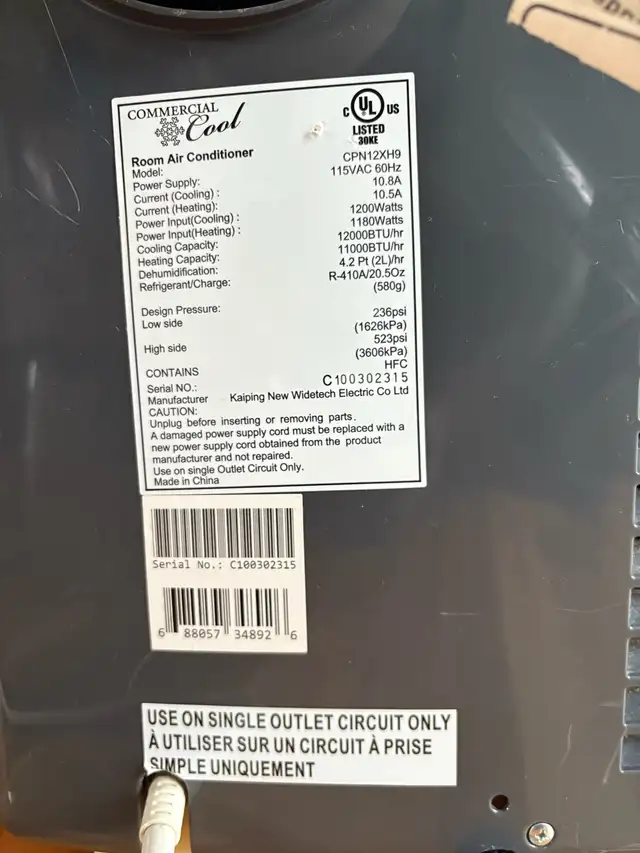 COMMERCIAL
Cool
C UL US
LISTED
30KE
Room Air Conditioner
Model: CPN12XH9
Power Supply: 115VAC 60Hz
Current (Cooling) : 10.8A
Current (Heating): 10.5A
Power Input(Cooling) : 1200Watts
Power Input(Heating) : 1180Watts
Cooling Capacity: 12000BTU/hr
Heating Capacity: 11000BTU/hr
Dehumidification: 4.2 Pt (2L)/hr
Refrigerant/Charge: R-410A/20.5Oz
(580g)
Design Pressure:
Low side 236psi
(1626kPa)
High side 523psi
(3606kPa)
CONTAINS HFC
Serial NO.: C100302315
Manufacturer Kaiping New Widetech Electric Co Ltd
CAUTION:
Unplug before inserting or removing parts.
A damaged power supply cord must be replaced with a
new power supply cord obtained from the product
manufacturer and not repaired.
Use on single Outlet Circuit Only.
Made in China
Serial No.: C100302315
6 88057 34892 6
USE ON SINGLE OUTLET CIRCUIT ONLY
À UTILISER SUR UN CIRCUIT À PRISE
SIMPLE UNIQUEMENT